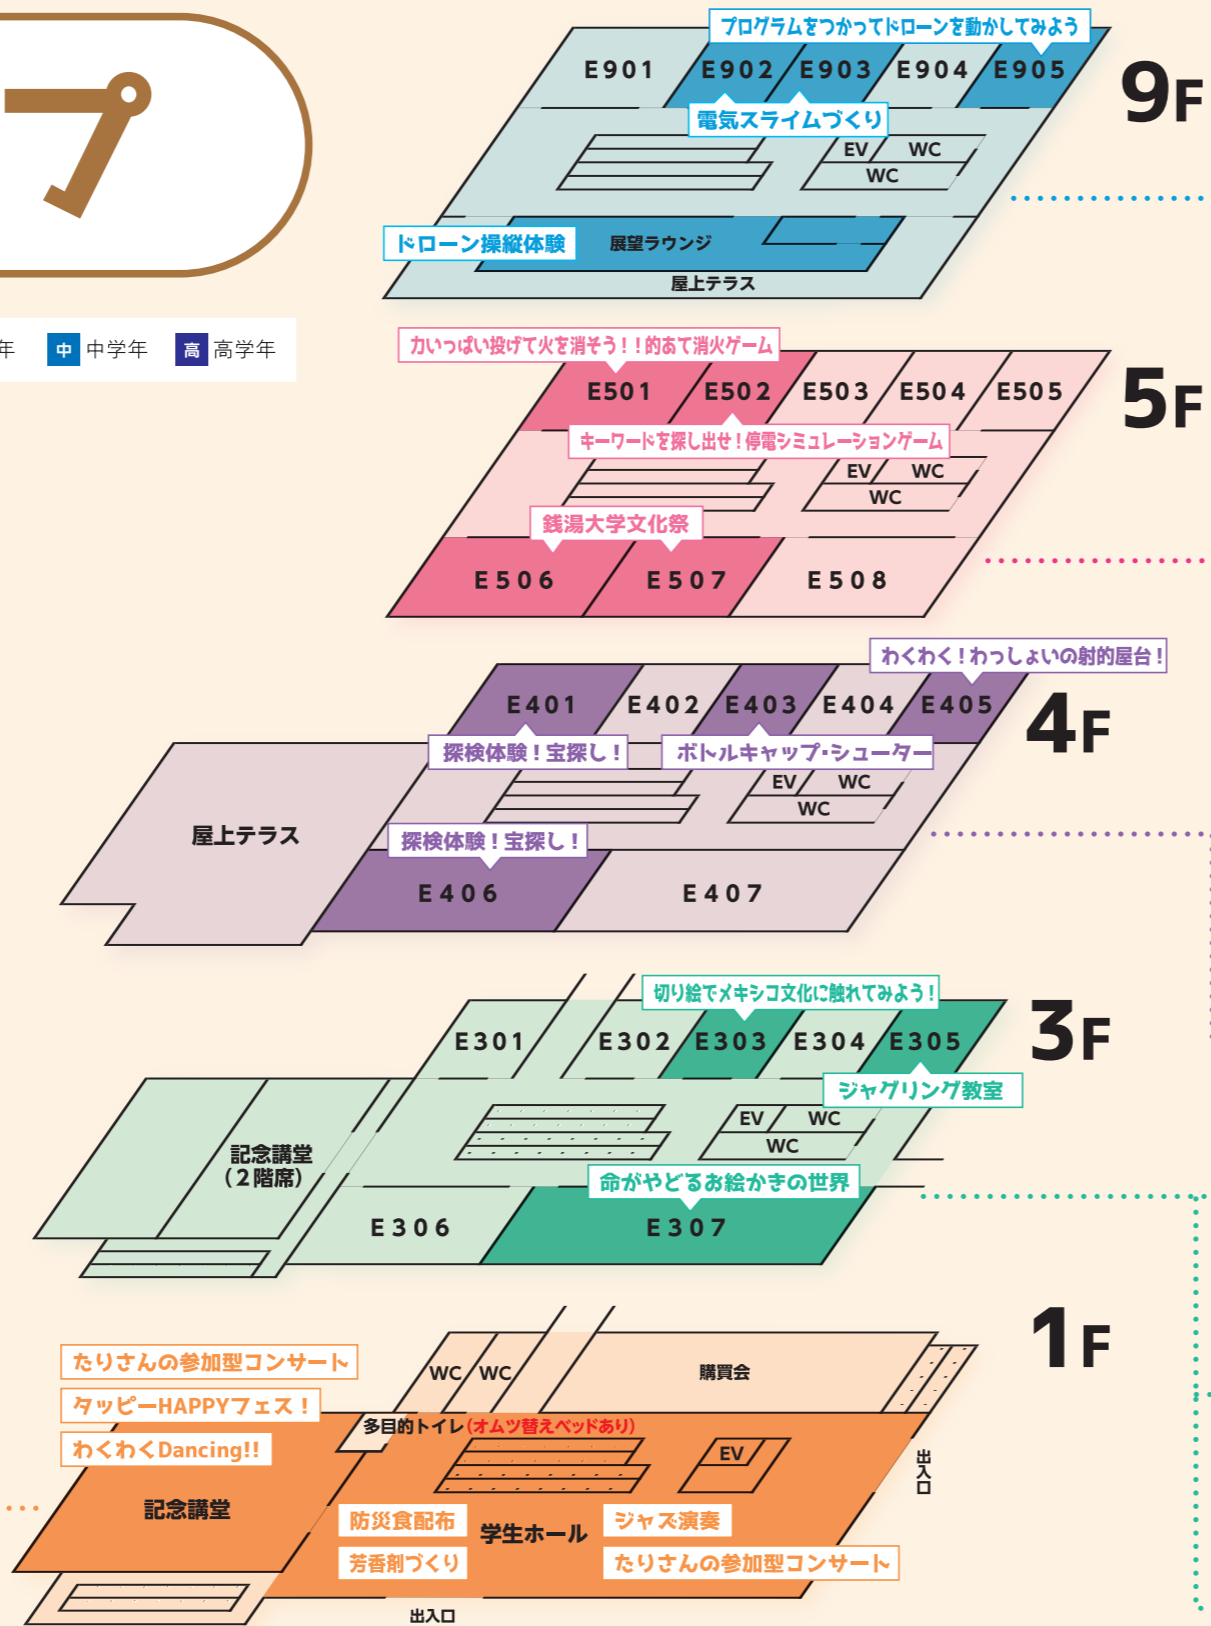 プ
年
中 中学年
高 高学年
9F
プログラムをつかってドローンを動かしてみよう
E901
E902
E903
E904
E905
電気スライムづくり
EV
WC
WC
ドローン操縦体験
展望ラウンジ
屋上テラス
5F
力いっぱい投げて火を消そう！！的あて消火ゲーム
E501
E502
E503
E504
E505
キーワードを探し出せ！停電シミュレーションゲーム
EV
WC
WC
銭湯大学文化祭
E506
E507
E508
4F
わくわく！わっしょいの射的屋台！
E401
E402
E403
E404
E405
探検体験！宝探し！
ボトルキャップ・シューター
EV
WC
WC
屋上テラス
探検体験！宝探し！
E406
E407
3F
切り絵でメキシコ文化に触れてみよう！
E301
E302
E303
E304
E305
ジャグリング教室
EV
WC
WC
記念講堂
（２階席）
命がやどるお絵かきの世界
E306
E307
1F
たりさんの参加型コンサート
タッピーHAPPYフェス！
わくわくDancing!!
WC
WC
購買会
多目的トイレ（オムツ替えベッドあり）
EV
出入口
記念講堂
防災食配布
学生ホール
ジャズ演奏
芳香剤づくり
たりさんの参加型コンサート
出入口